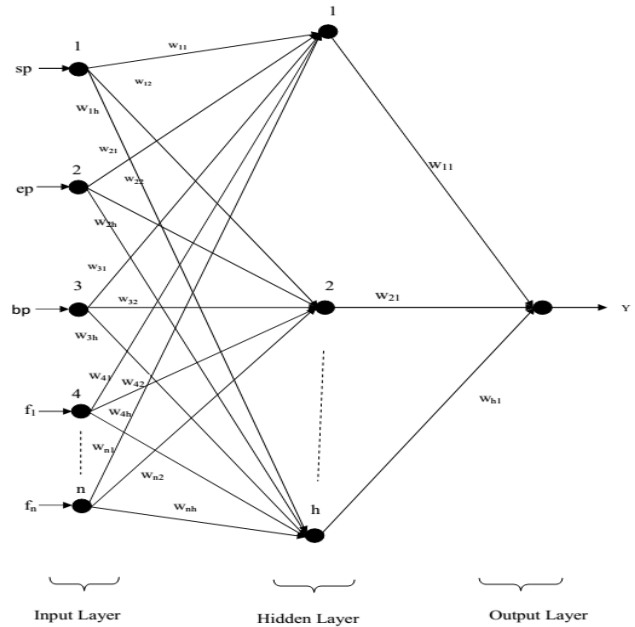 1
1
w₁₁
sp
w₁₂
w₁ₕ
w₂₁
2
w₂₂
w₁₁
ep
w₂ₕ
w₃₁
3
w₃₂
2
w₂₁
bp
Y
w₃ₕ
w₄₁
w₄₂
4
w₄ₕ
wₕ₁
f₁
wₙ₁
wₙ₂
n
fₙ
wₙₕ
h
Input Layer
Hidden Layer
Output Layer